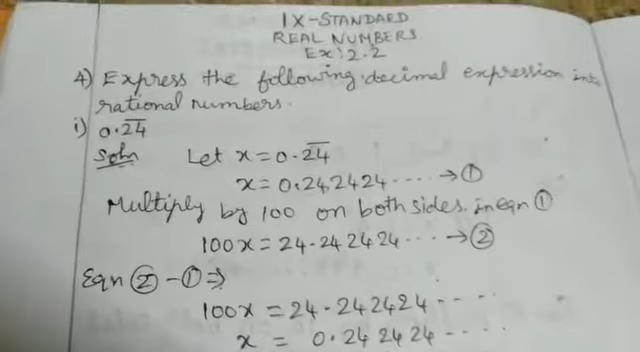 IX-STANDARD
REAL NUMBERS
Ex: 2.2
4) Express the following decimal expression into
rational numbers.
i) 0.2̅4̅
Soln Let x = 0.2̅4̅
x = 0.242424.... → ①
Multiply by 100 on both sides. in eqn ①
100x = 24.242424... → ②
Eqn ② - ① ⇒
100x = 24.242424----
x = 0.242424----